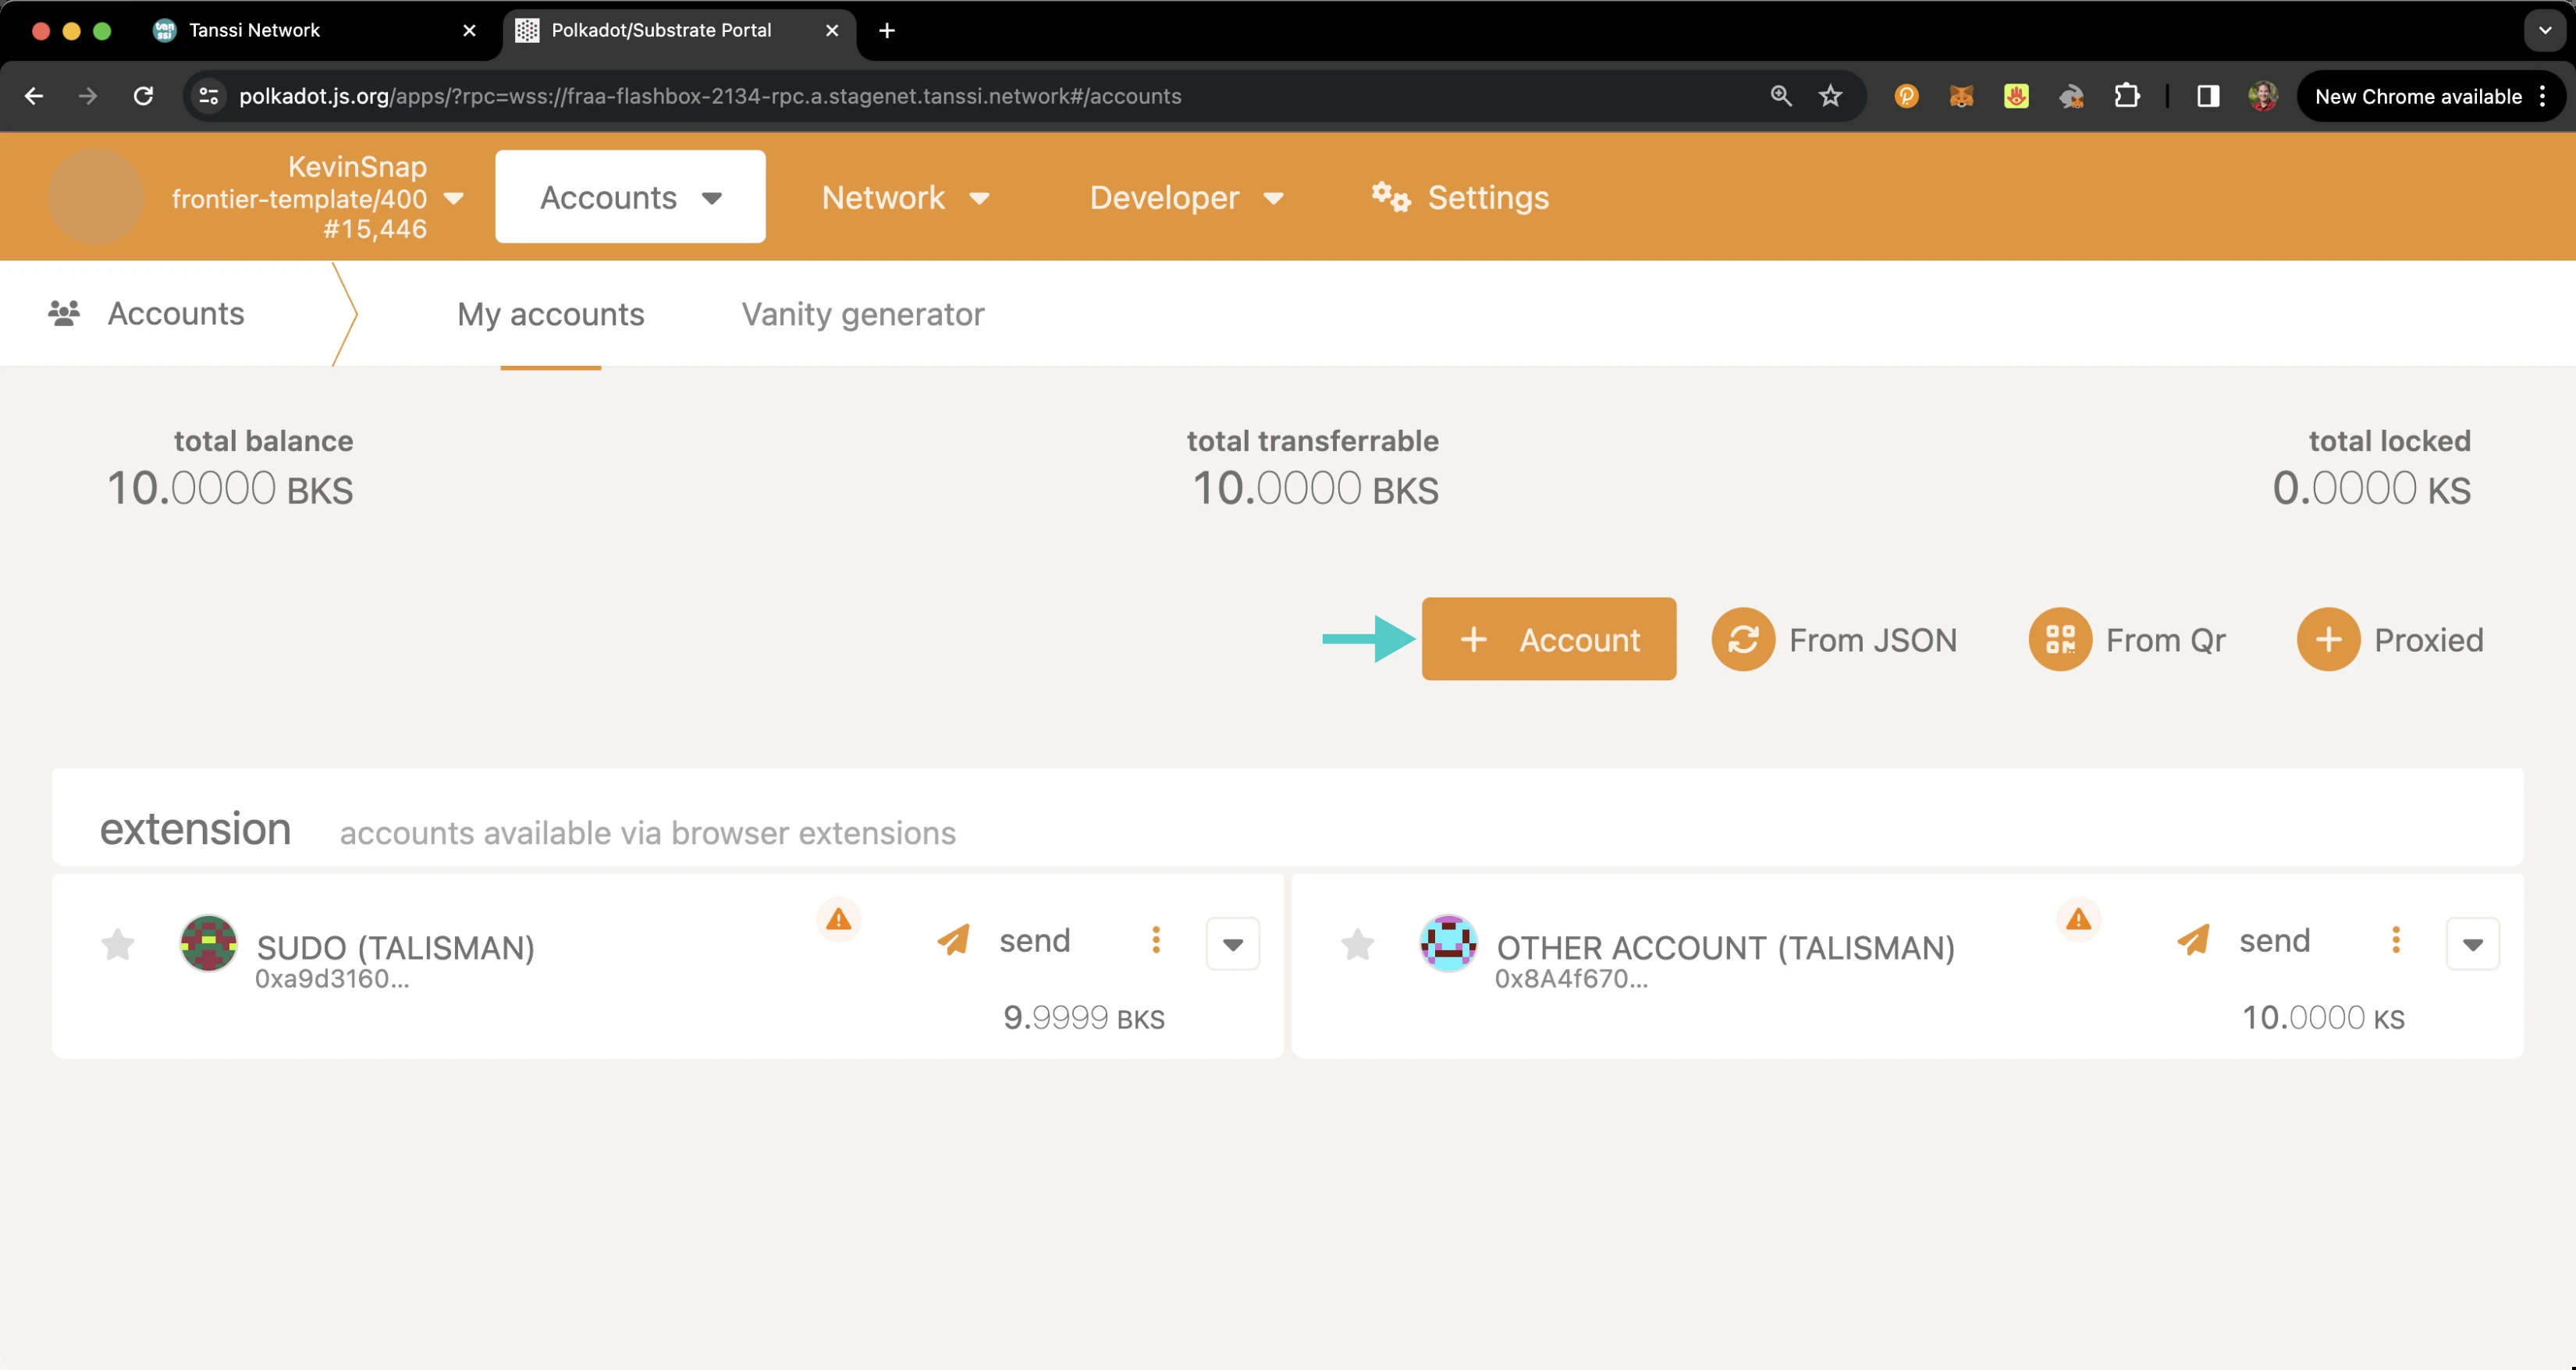 Tanssi Network
Polkadot/Substrate Portal
polkadot.js.org/apps/?rpc=wss://fraa-flashbox-2134-rpc.a.stagenet.tanssi.network#/accounts
New Chrome available
KevinSnap
frontier-template/400
#15,446
Accounts
Network
Developer
Settings
Accounts
My accounts
Vanity generator
total balance
10.0000 BKS
total transferrable
10.0000 BKS
total locked
0.0000 KS
+ Account
From JSON
From Qr
Proxied
extension
accounts available via browser extensions
SUDO (TALISMAN)
0xa9d3160...
send
9.9999 BKS
OTHER ACCOUNT (TALISMAN)
0x8A4f670...
send
10.0000 KS